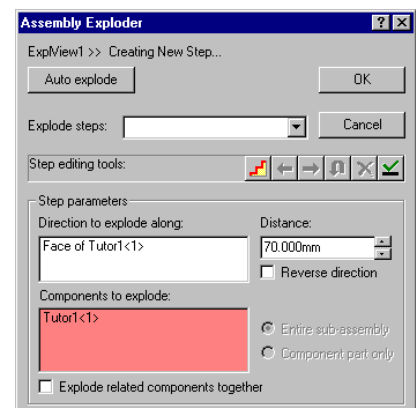 Assembly Exploder
ExplView1 >> Creating New Step...
Auto explode
OK
Explode steps:
Cancel
Step editing tools:
Step parameters
Direction to explode along:
Distance:
Face of Tutor1<1>
70.000mm
Reverse direction
Components to explode:
Tutor1<1>
Entire sub-assembly
Component part only
Explode related components together